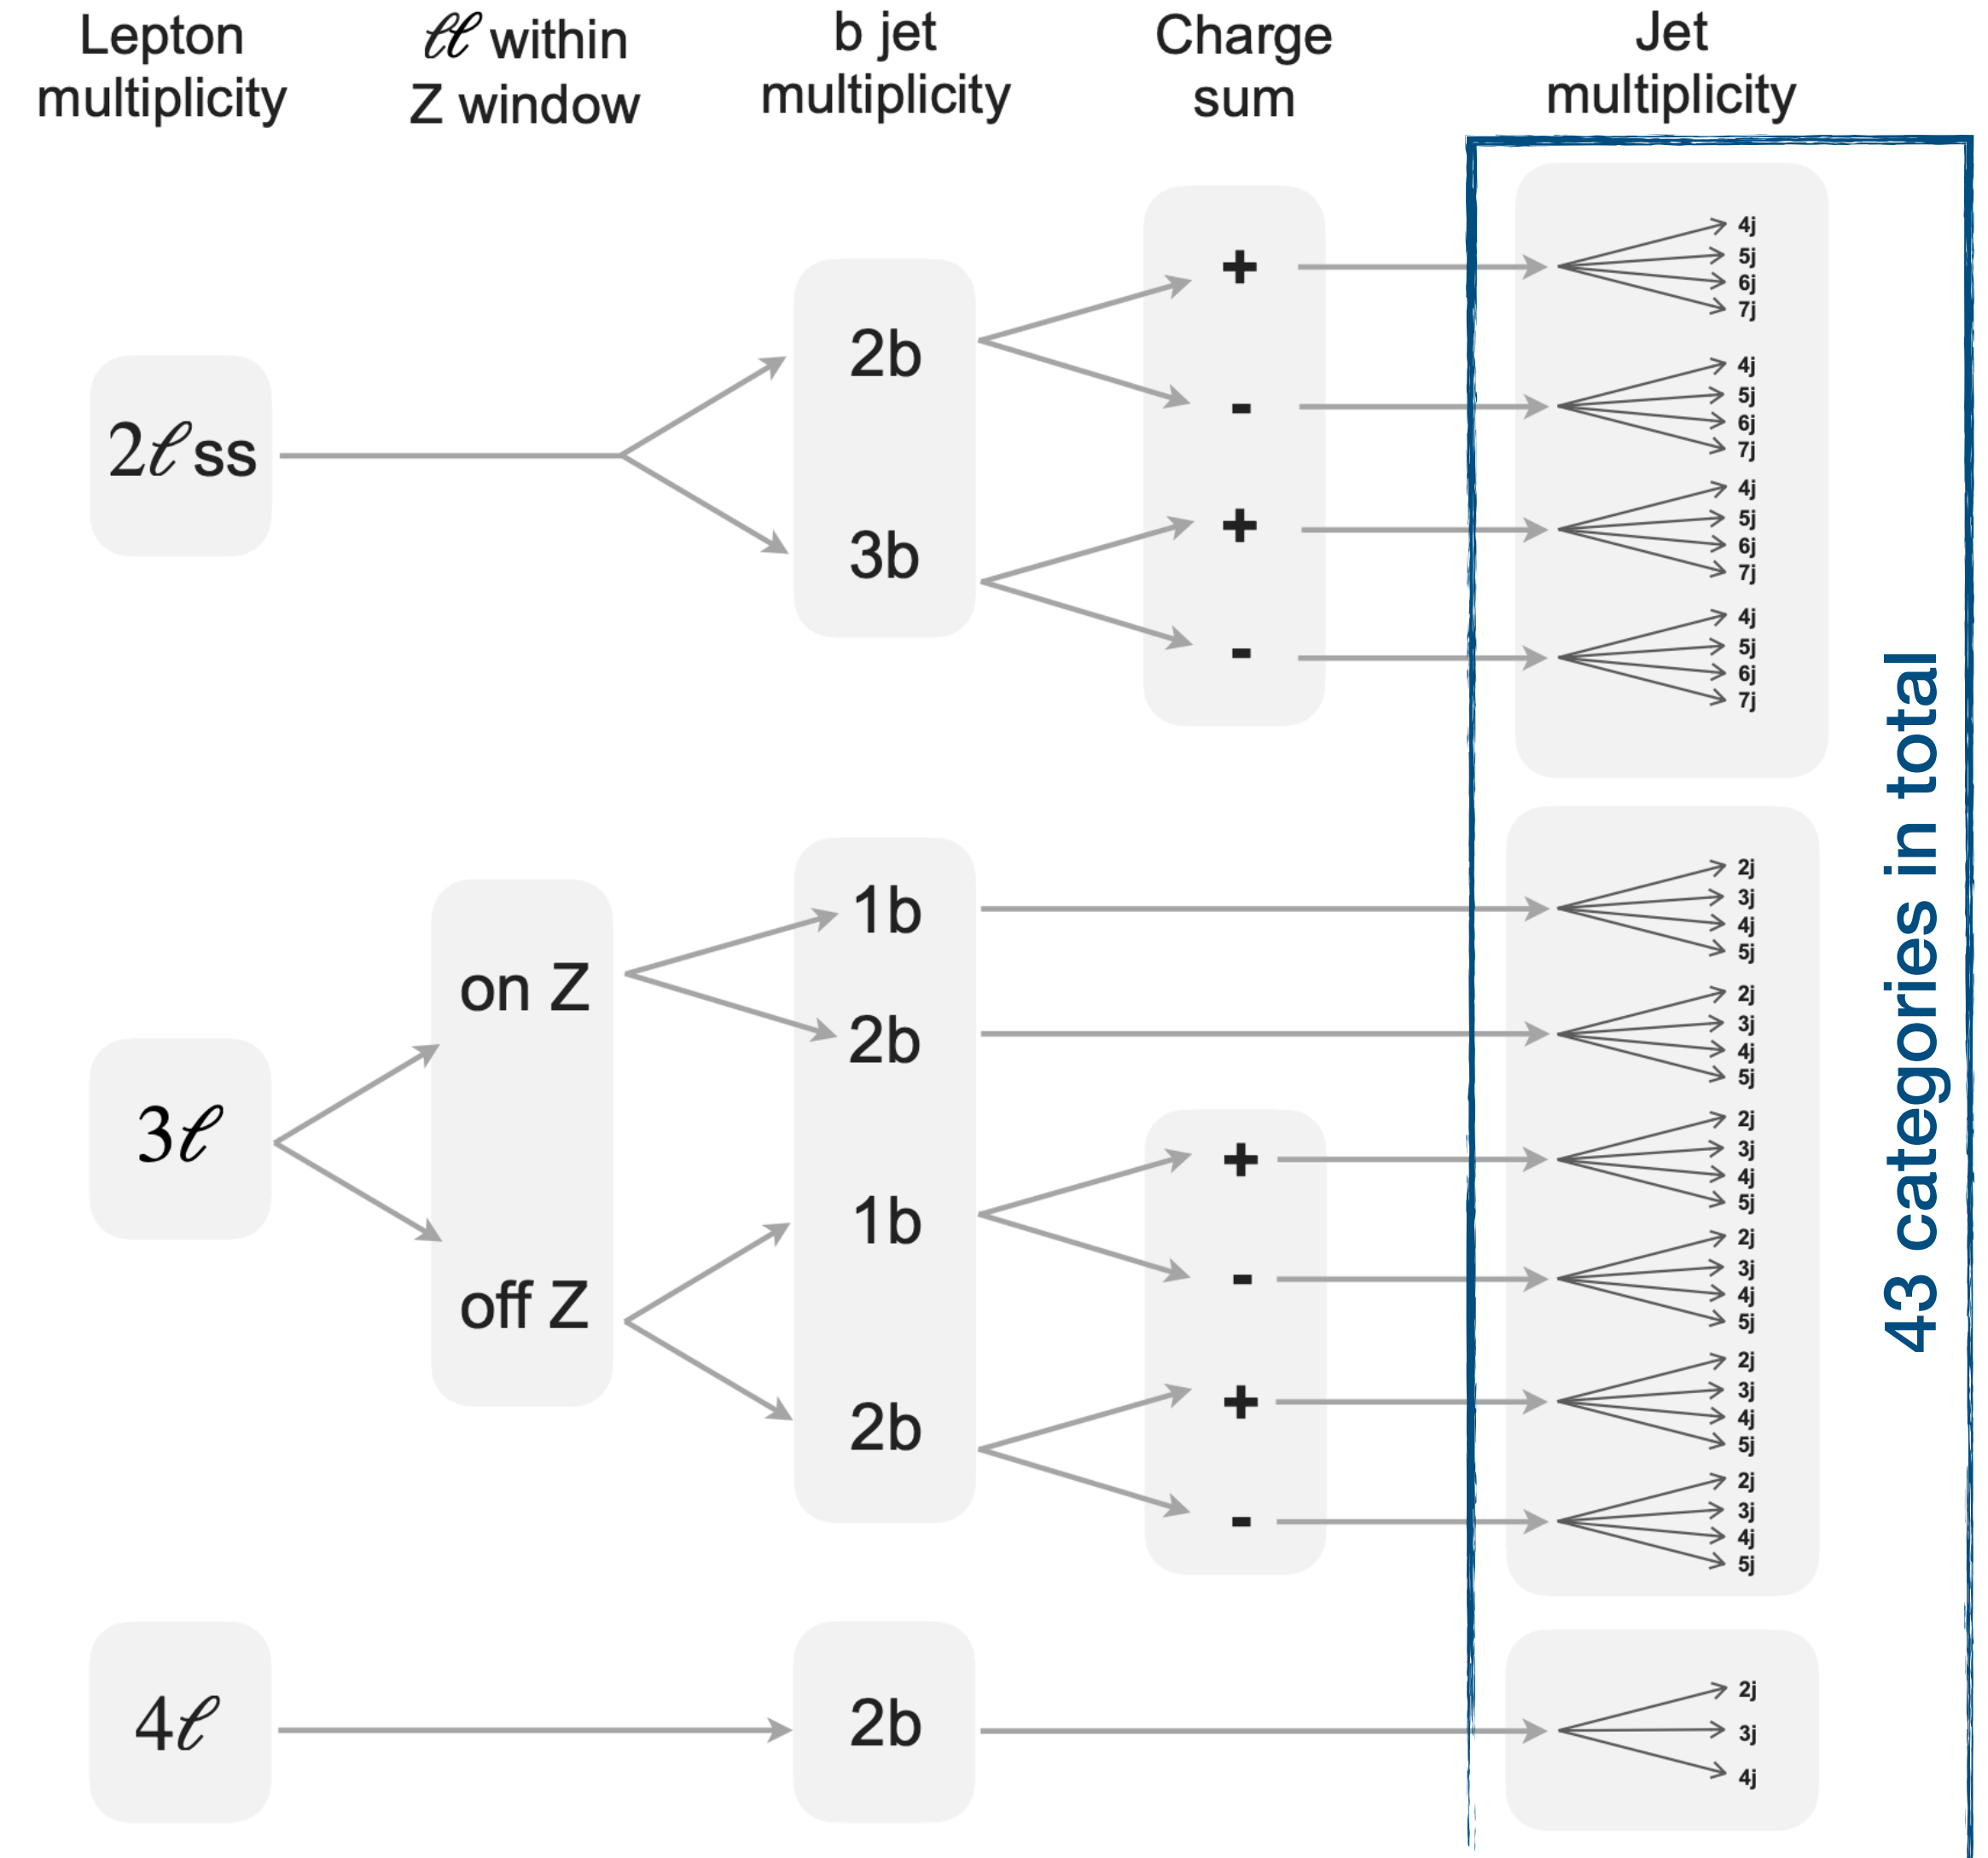 Lepton
multiplicity
ℓℓ within
Z window
b jet
multiplicity
Charge
sum
Jet
multiplicity
2ℓ ss
2b
3b
+
-
+
-
4j
5j
6j
7j
4j
5j
6j
7j
4j
5j
6j
7j
4j
5j
6j
7j
3ℓ
on Z
off Z
1b
2b
1b
2b
+
-
+
-
2j
3j
4j
5j
2j
3j
4j
5j
2j
3j
4j
5j
2j
3j
4j
5j
2j
3j
4j
5j
2j
3j
4j
5j
4ℓ
2b
2j
3j
4j
43 categories in total